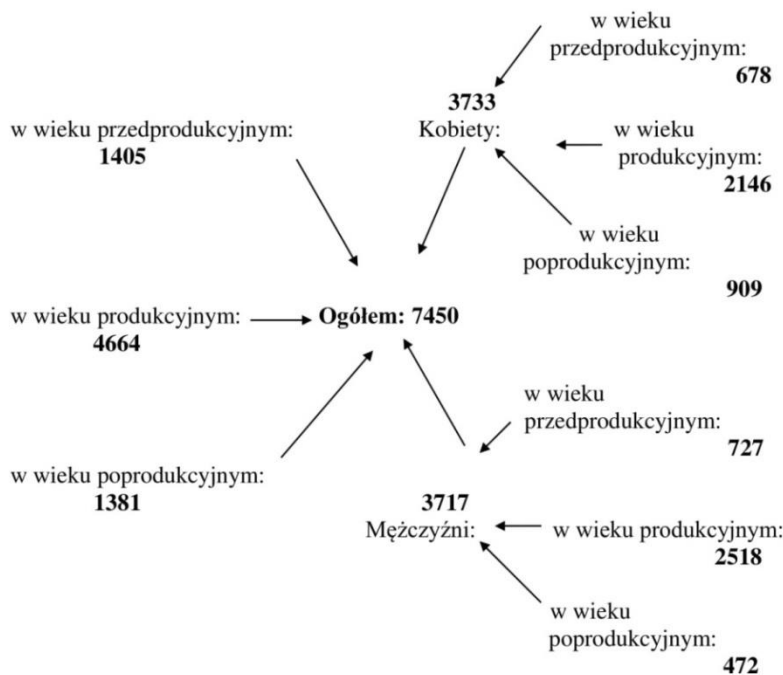 w wieku
przedprodukcyjnym:
678
3733
Kobiety:
w wieku
produkcyjnym:
2146
w wieku
poprodukcyjnym:
909
w wieku przedprodukcyjnym:
1405
w wieku produkcyjnym:
4664
Ogółem: 7450
w wieku poprodukcyjnym:
1381
w wieku
przedprodukcyjnym:
727
3717
Mężczyźni:
w wieku produkcyjnym:
2518
w wieku
poprodukcyjnym:
472